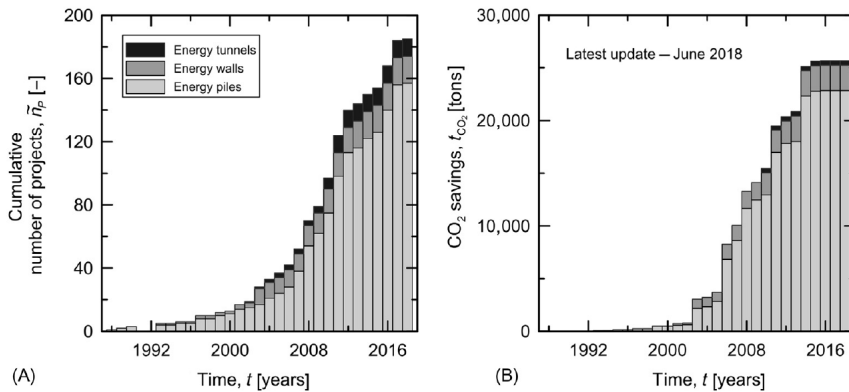 200
160
120
80
40
0
Cumulative
number of projects, ñₚ [–]
Energy tunnels
Energy walls
Energy piles
1992
2000
2008
2016
Time, t [years]
(A)
30,000
20,000
10,000
0
CO₂ savings, t_CO₂ [tons]
Latest update — June 2018
1992
2000
2008
2016
Time, t [years]
(B)